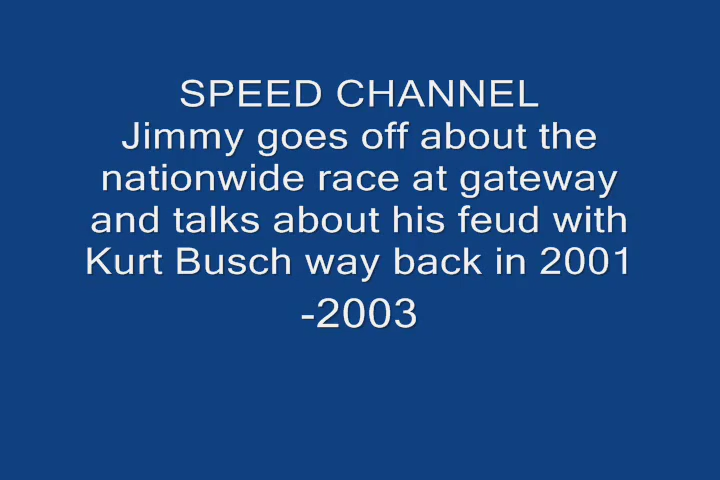 SPEED CHANNEL
Jimmy goes off about the
nationwide race at gateway
and talks about his feud with
Kurt Busch way back in 2001
-2003